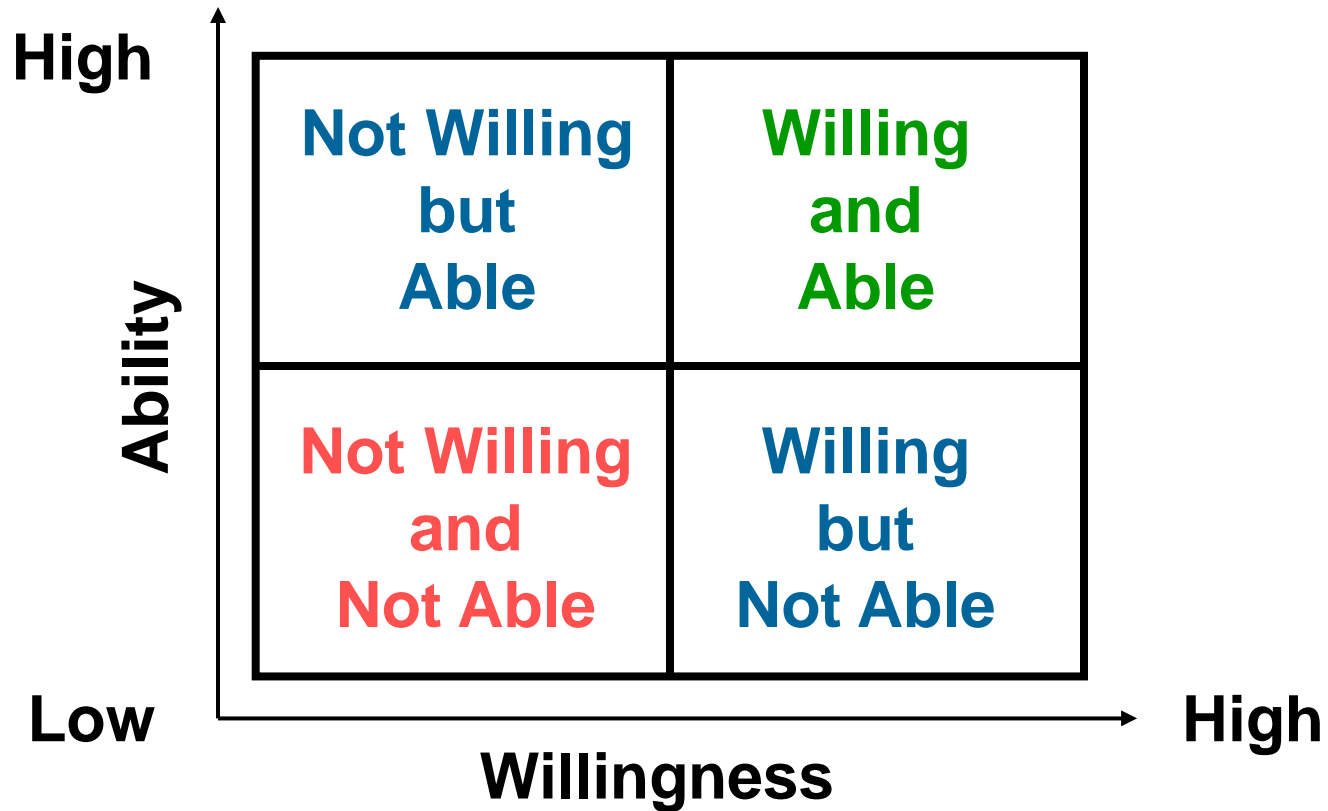 High
Not Willing
but
Able
Willing
and
Able
Ability
Not Willing
and
Not Able
Willing
but
Not Able
Low
High
Willingness